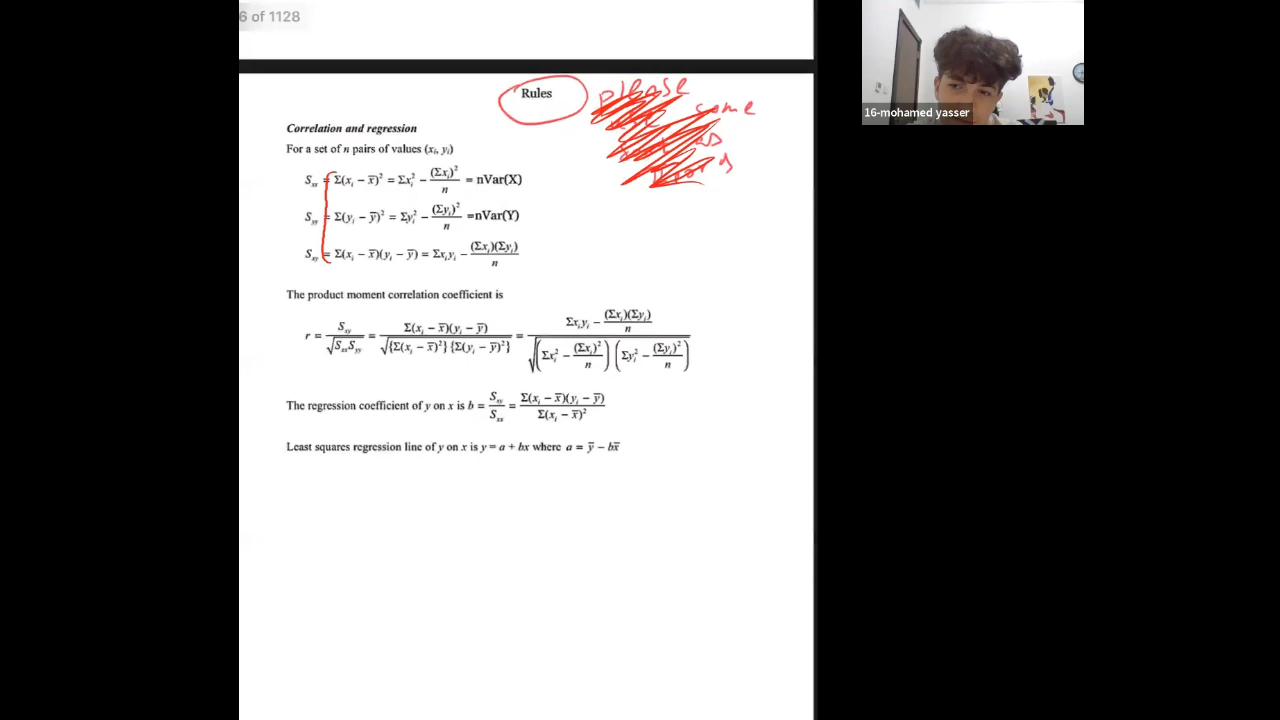 6 of 1128
Rules
please
some
as
Correlation and regression
For a set of n pairs of values (xᵢ, yᵢ)
Sₓₓ = Σ(xᵢ − x̄)² = Σxᵢ² − (Σxᵢ)²/n = nVar(X)
Sᵧᵧ = Σ(yᵢ − ȳ)² = Σyᵢ² − (Σyᵢ)²/n =nVar(Y)
Sₓᵧ = Σ(xᵢ − x̄)(yᵢ − ȳ) = Σxᵢyᵢ − (Σxᵢ)(Σyᵢ)/n
The product moment correlation coefficient is
r = Sₓᵧ/√SₓₓSᵧᵧ = Σ(xᵢ − x̄)(yᵢ − ȳ)/√{Σ(xᵢ − x̄)²}{Σ(yᵢ − ȳ)²} = (Σxᵢyᵢ − (Σxᵢ)(Σyᵢ)/n)/√(Σxᵢ² − (Σxᵢ)²/n)(Σyᵢ² − (Σyᵢ)²/n)
The regression coefficient of y on x is b = Sₓᵧ/Sₓₓ = Σ(xᵢ − x̄)(yᵢ − ȳ)/Σ(xᵢ − x̄)²
Least squares regression line of y on x is y = a + bx where a = ȳ − bx̄
16-mohamed yasser